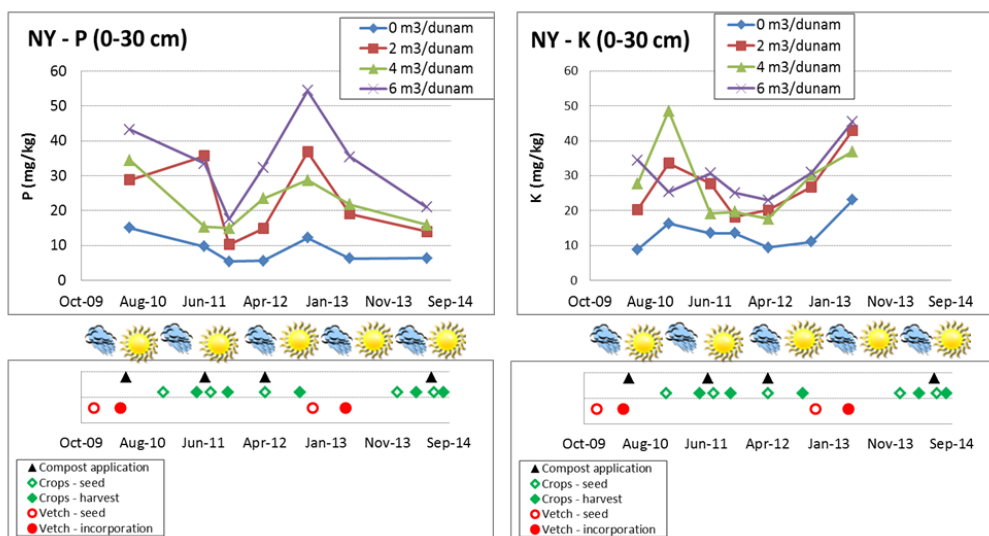 NY - P (0-30 cm)
0 m3/dunam
2 m3/dunam
4 m3/dunam
6 m3/dunam
P (mg/kg)
60
50
40
30
20
10
0
Oct-09 Aug-10 Jun-11 Apr-12 Jan-13 Nov-13 Sep-14
Oct-09 Aug-10 Jun-11 Apr-12 Jan-13 Nov-13 Sep-14
Compost application
Crops - seed
Crops - harvest
Vetch - seed
Vetch - incorporation
NY - K (0-30 cm)
0 m3/dunam
2 m3/dunam
4 m3/dunam
6 m3/dunam
K (mg/kg)
60
50
40
30
20
10
0
Oct-09 Aug-10 Jun-11 Apr-12 Jan-13 Nov-13 Sep-14
Oct-09 Aug-10 Jun-11 Apr-12 Jan-13 Nov-13 Sep-14
Compost application
Crops - seed
Crops - harvest
Vetch - seed
Vetch - incorporation